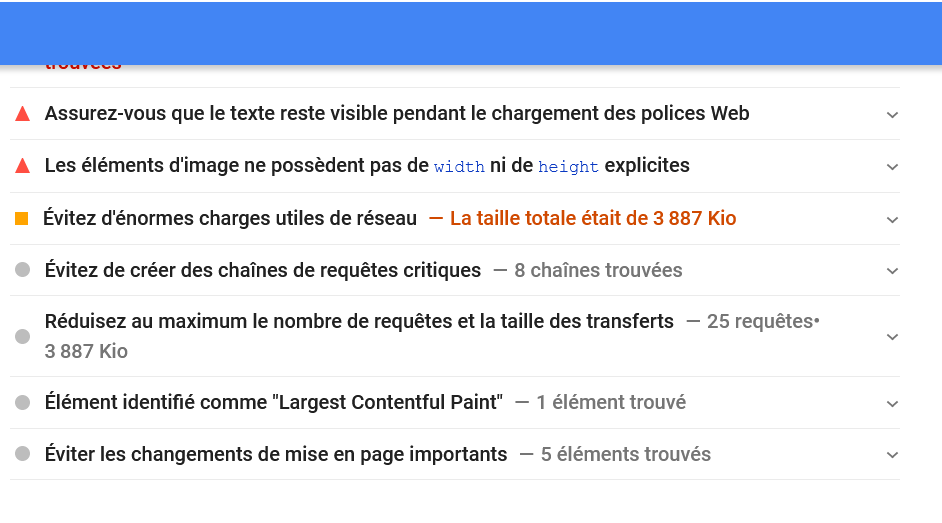 trouvées
Assurez-vous que le texte reste visible pendant le chargement des polices Web
Les éléments d'image ne possèdent pas de width ni de height explicites
Évitez d'énormes charges utiles de réseau — La taille totale était de 3 887 Kio
Évitez de créer des chaînes de requêtes critiques — 8 chaînes trouvées
Réduisez au maximum le nombre de requêtes et la taille des transferts — 25 requêtes•
3 887 Kio
Élément identifié comme "Largest Contentful Paint" — 1 élément trouvé
Éviter les changements de mise en page importants — 5 éléments trouvés